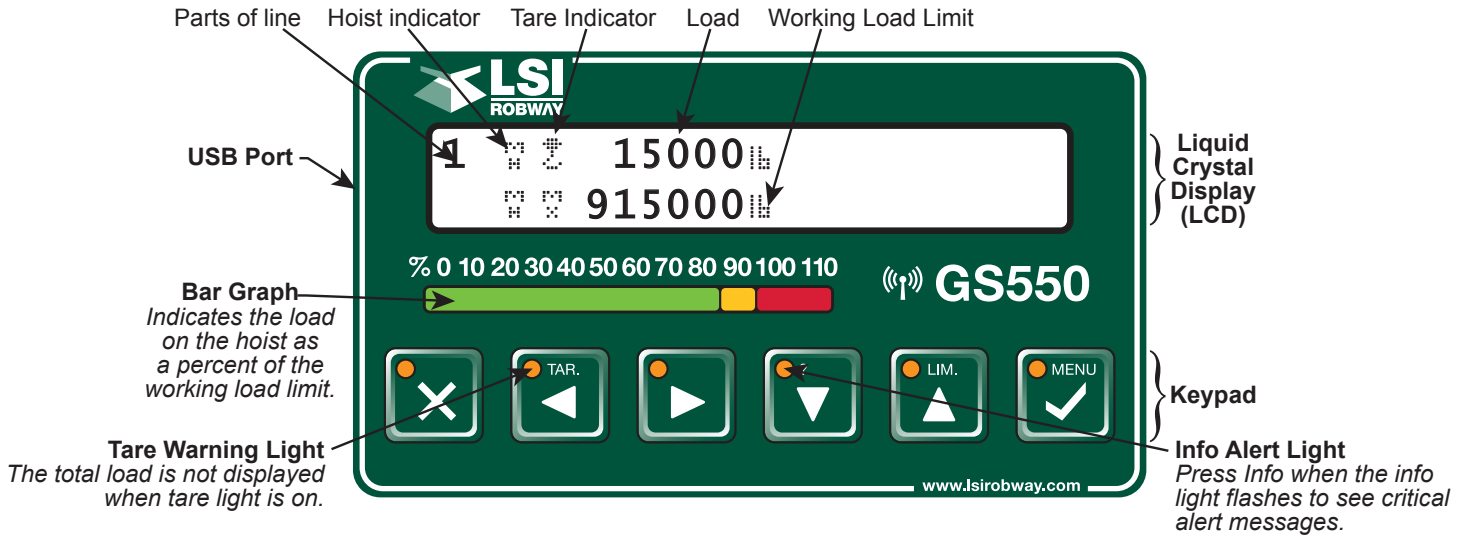 Parts of line Hoist indicator Tare Indicator Load Working Load Limit
LSI
ROBWAY
USB Port
1 15000 lb
915000 lb
Liquid
Crystal
Display
(LCD)
% 0 10 20 30 40 50 60 70 80 90 100 110
GS550
Bar Graph
Indicates the load
on the hoist as
a percent of the
working load limit.
TAR.
LIM.
MENU
Keypad
Tare Warning Light
The total load is not displayed
when tare light is on.
www.lsirobway.com
Info Alert Light
Press Info when the info
light flashes to see critical
alert messages.